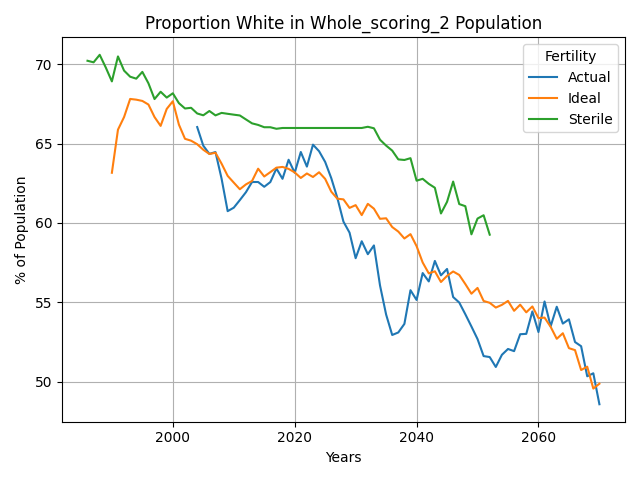 Proportion White in Whole_scoring_2 Population
% of Population
70
65
60
55
50
Fertility
Actual
Ideal
Sterile
2000
2020
2040
2060
Years